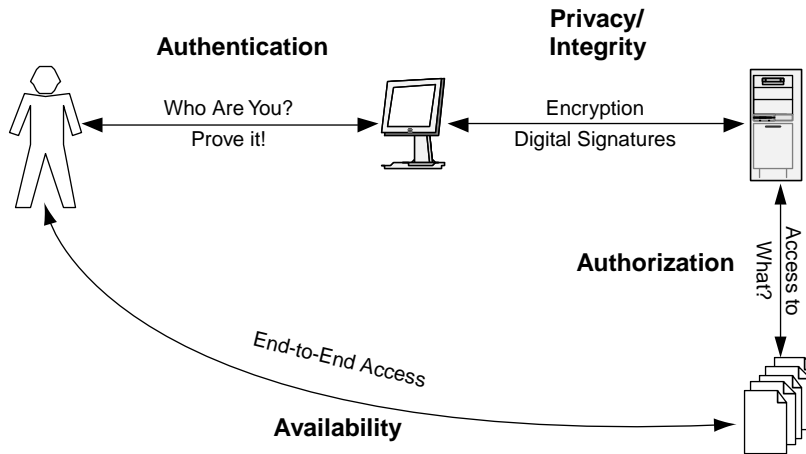 Authentication
Privacy/
Integrity
Who Are You?
Prove it!
Encryption
Digital Signatures
Authorization
Access to
What?
End-to-End Access
Availability